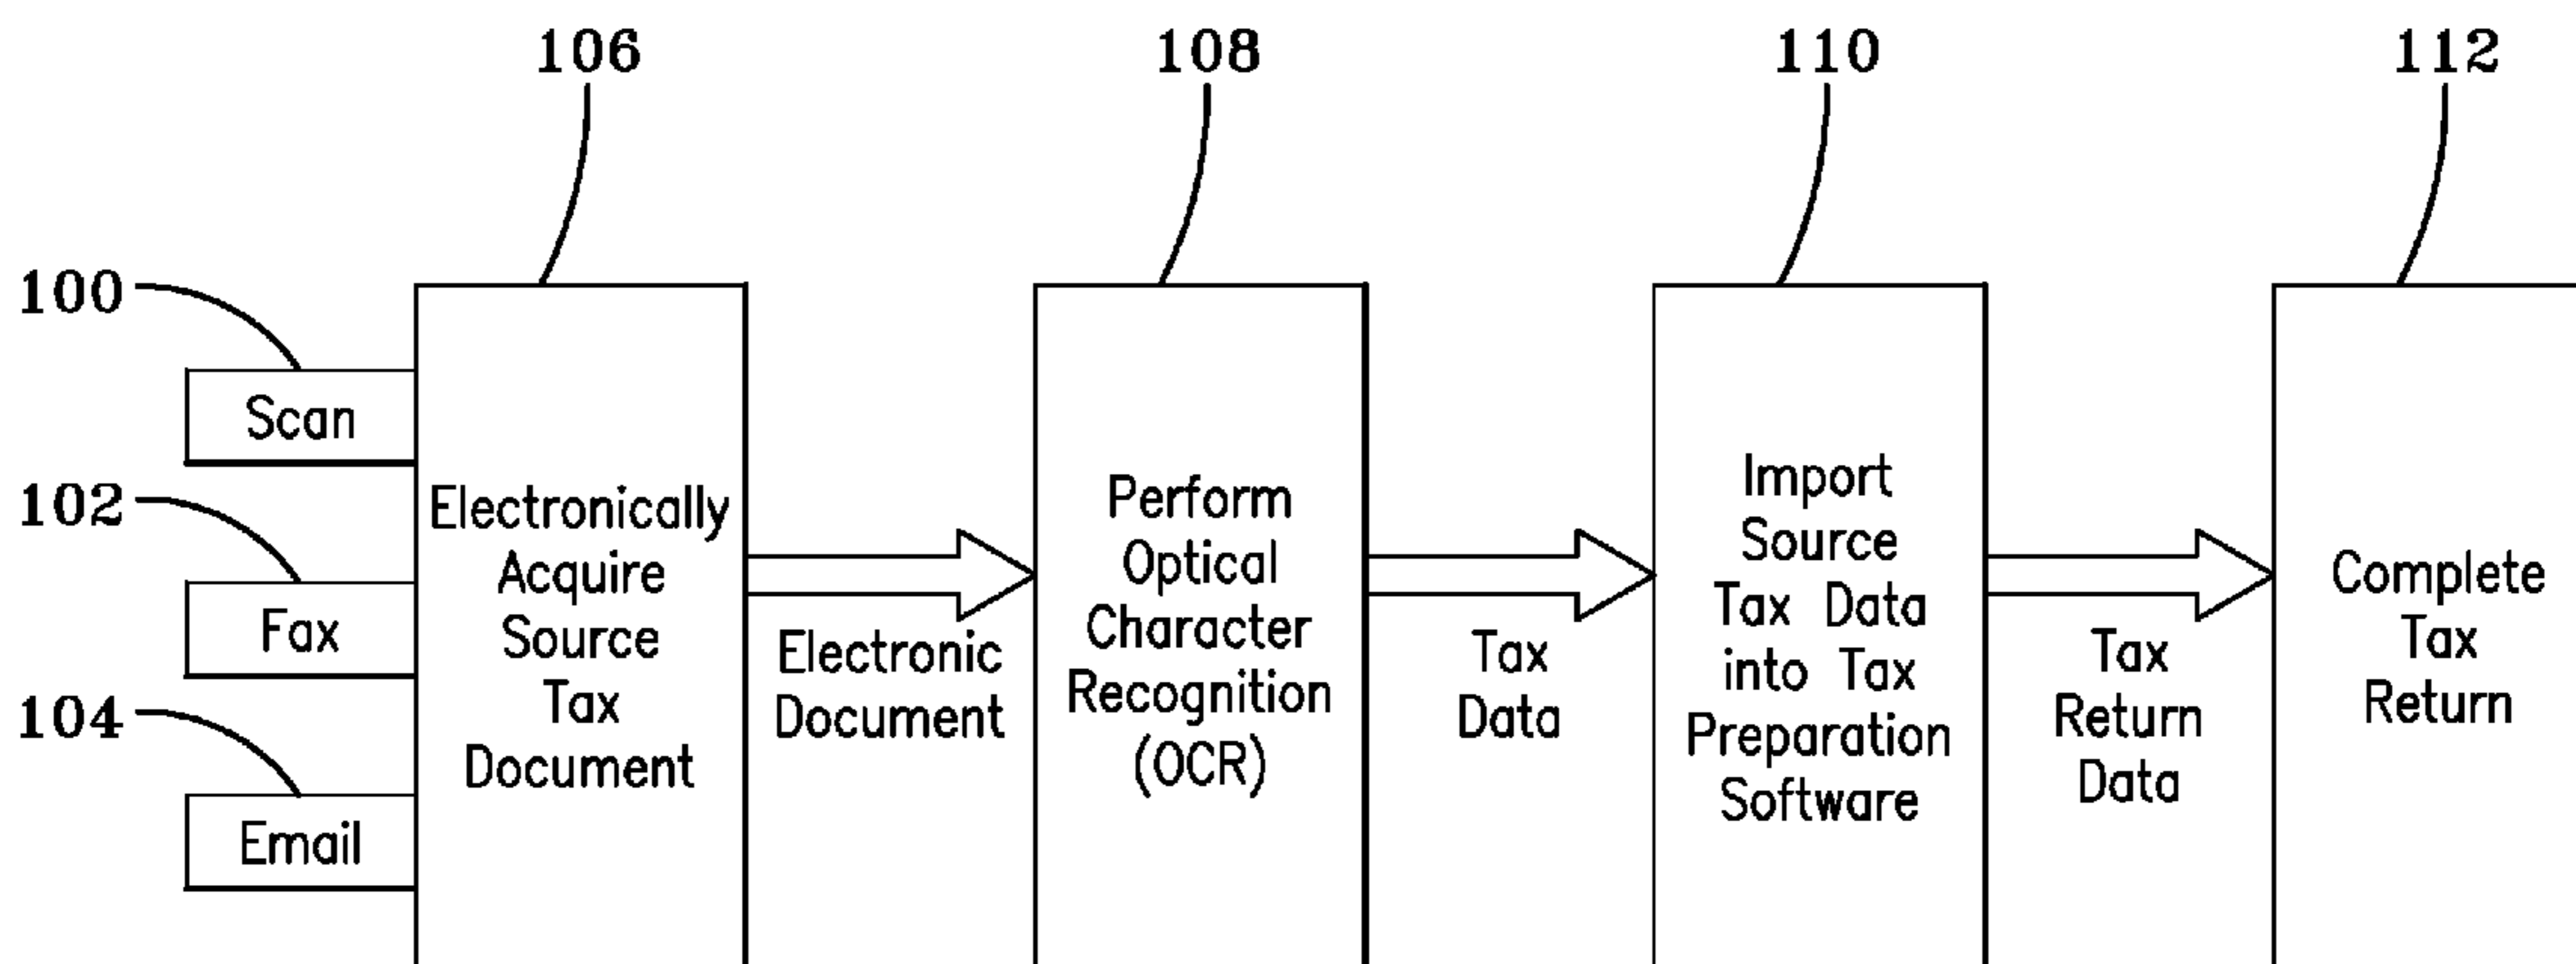 106
108
110
112
100
Scan
102
Fax
104
Email
Electronically
Acquire
Source
Tax
Document
Electronic
Document
Perform
Optical
Character
Recognition
(OCR)
Tax
Data
Import
Source
Tax Data
into Tax
Preparation
Software
Tax
Return
Data
Complete
Tax
Return